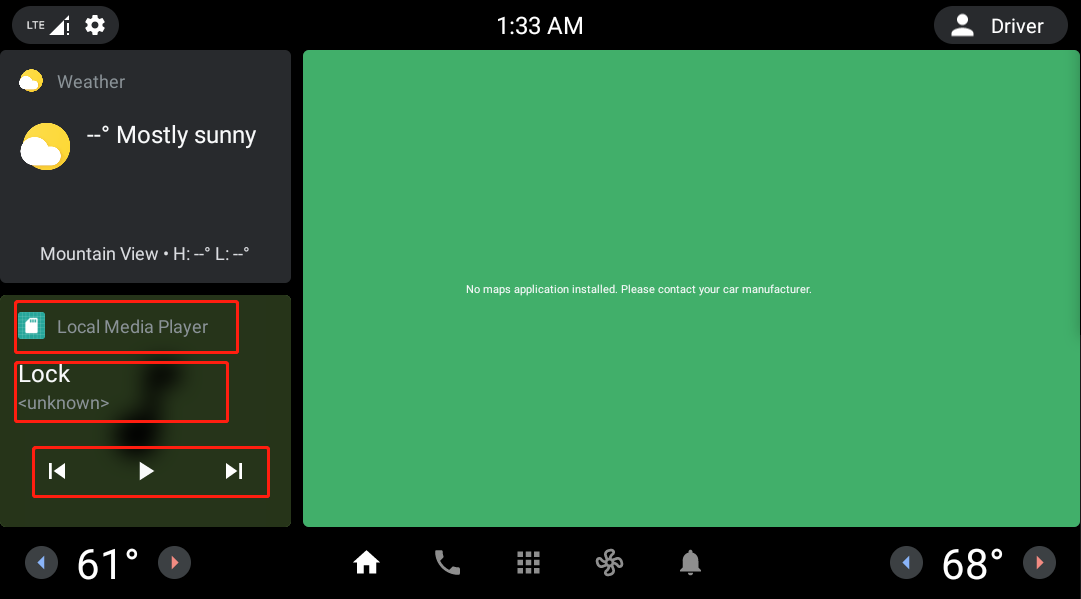 LTE
1:33 AM
Driver
Weather
--° Mostly sunny
Mountain View • H: --° L: --°
Local Media Player
Lock
<unknown>
No maps application installed. Please contact your car manufacturer.
61°
68°